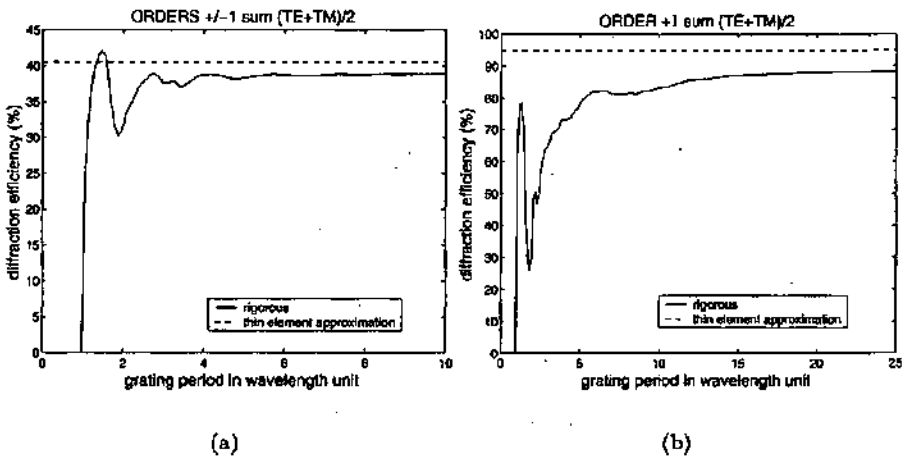 ORDERS +/−1 sum (TE+TM)/2
45
40
35
30
25
20
15
10
5
0
diffraction efficiency (%)
rigorous
thin element approximation
0 2 4 6 8 10
grating period in wavelength unit
(a)
ORDER +1 sum (TE+TM)/2
100
90
80
70
60
50
40
30
20
10
0
diffraction efficiency (%)
rigorous
thin element approximation
0 5 10 15 20 25
grating period in wavelength unit
(b)